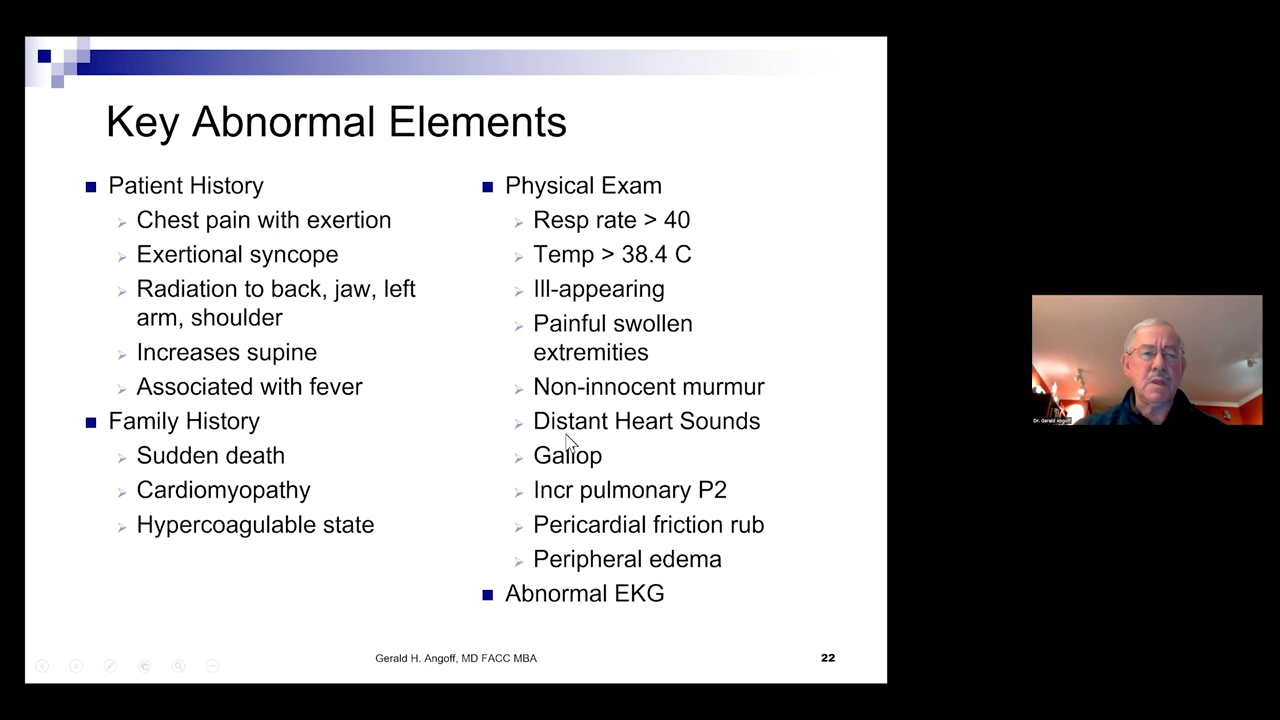 Key Abnormal Elements
Patient History
Chest pain with exertion
Exertional syncope
Radiation to back, jaw, left
arm, shoulder
Increases supine
Associated with fever
Family History
Sudden death
Cardiomyopathy
Hypercoagulable state
Physical Exam
Resp rate > 40
Temp > 38.4 C
Ill-appearing
Painful swollen
extremities
Non-innocent murmur
Distant Heart Sounds
Gallop
Incr pulmonary P2
Pericardial friction rub
Peripheral edema
Abnormal EKG
Gerald H. Angoff, MD FACC MBA
22
Dr. Gerald Angoff